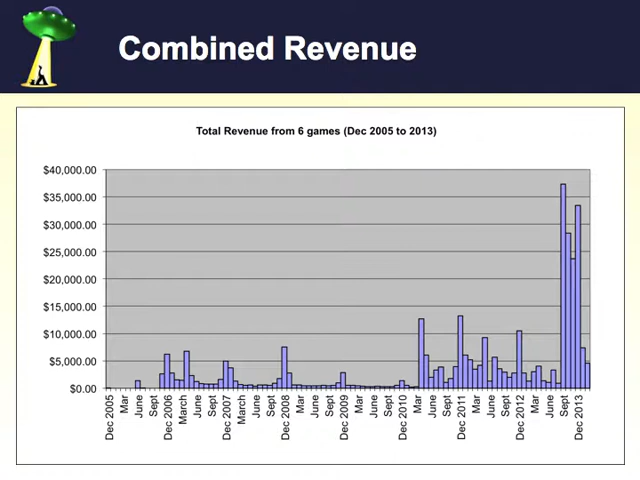 Combined Revenue
Total Revenue from 6 games (Dec 2005 to 2013)
$40,000.00
$35,000.00
$30,000.00
$25,000.00
$20,000.00
$15,000.00
$10,000.00
$5,000.00
$0.00
Dec 2005
Mar
June
Sept
Dec 2006
March
June
Sept
Dec 2007
March
June
Sept
Dec 2008
Mar
June
Sept
Dec 2009
Mar
June
Sept
Dec 2010
Mar
June
Sept
Dec 2011
Mar
June
Sept
Dec 2012
Mar
June
Sept
Dec 2013